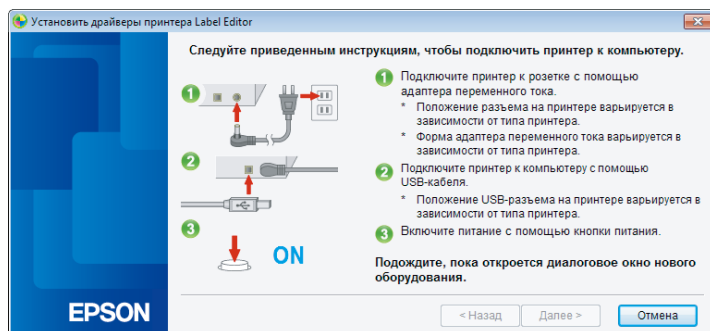 Установить драйверы принтера Label Editor
Следуйте приведенным инструкциям, чтобы подключить принтер к компьютеру.
1 Подключите принтер к розетке с помощью
адаптера переменного тока.
* Положение разъема на принтере варьируется в
зависимости от типа принтера.
* Форма адаптера переменного тока варьируется в
зависимости от типа принтера.
2 Подключите принтер к компьютеру с помощью
USB-кабеля.
* Положение USB-разъема на принтере варьируется в
зависимости от типа принтера.
3 Включите питание с помощью кнопки питания.
1
2
3
ON
Подождите, пока откроется диалоговое окно нового
оборудования.
EPSON
< Назад
Далее >
Отмена